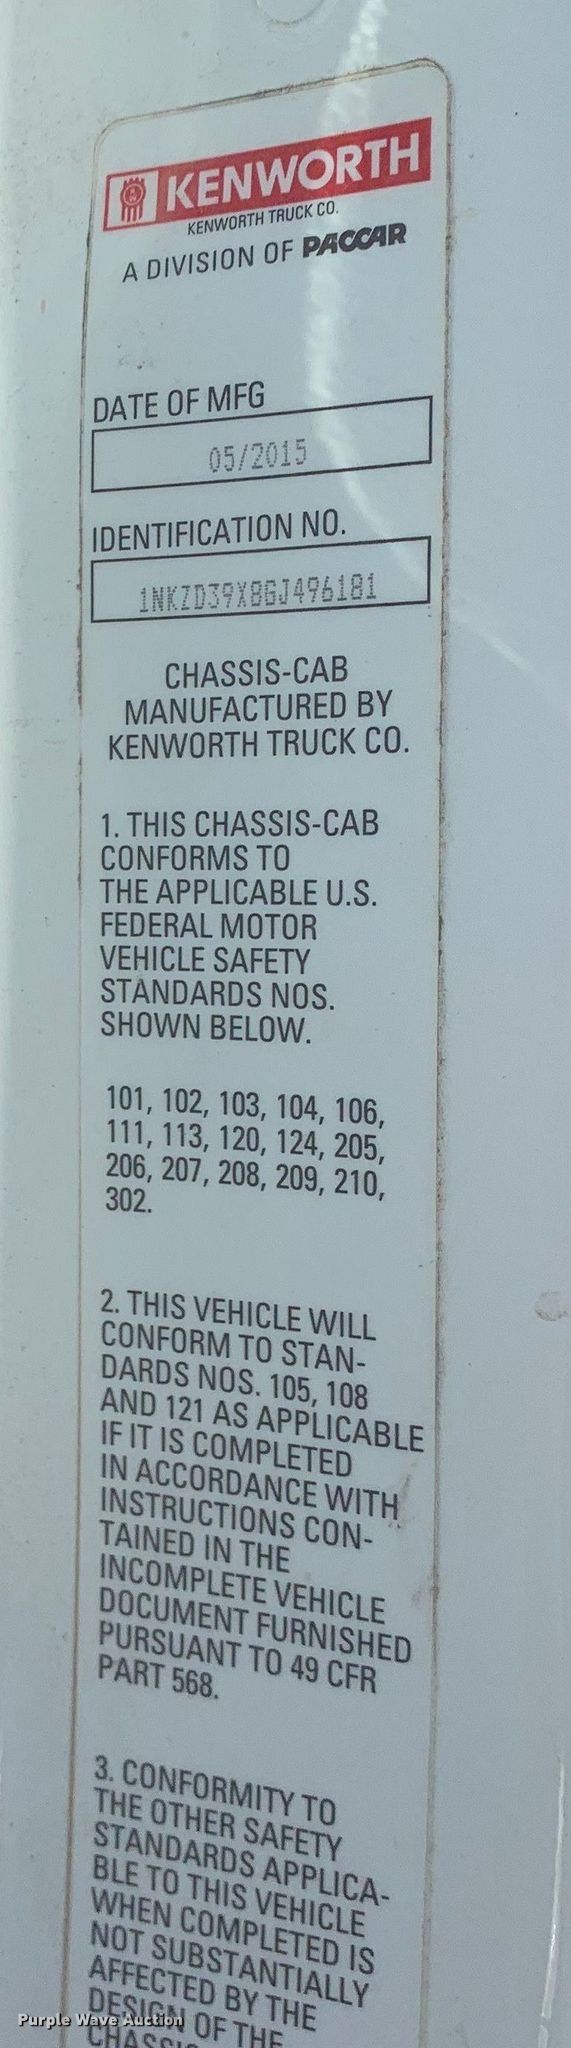 KENWORTH
KENWORTH TRUCK CO.
A DIVISION OF PACCAR
DATE OF MFG
05/2015
IDENTIFICATION NO.
1NKZD39X8GJ496181
CHASSIS-CAB
MANUFACTURED BY
KENWORTH TRUCK CO.
1. THIS CHASSIS-CAB
CONFORMS TO
THE APPLICABLE U.S.
FEDERAL MOTOR
VEHICLE SAFETY
STANDARDS NOS.
SHOWN BELOW.
101, 102, 103, 104, 106,
111, 113, 120, 124, 205,
206, 207, 208, 209, 210,
302.
2. THIS VEHICLE WILL
CONFORM TO STAN-
DARDS NOS. 105, 108
AND 121 AS APPLICABLE
IF IT IS COMPLETED
IN ACCORDANCE WITH
INSTRUCTIONS CON-
TAINED IN THE
INCOMPLETE VEHICLE
DOCUMENT FURNISHED
PURSUANT TO 49 CFR
PART 568.
3. CONFORMITY TO
THE OTHER SAFETY
STANDARDS APPLICA-
BLE TO THIS VEHICLE
WHEN COMPLETED IS
NOT SUBSTANTIALLY
AFFECTED BY THE
DESIGN OF THE
Purple Wave Auction